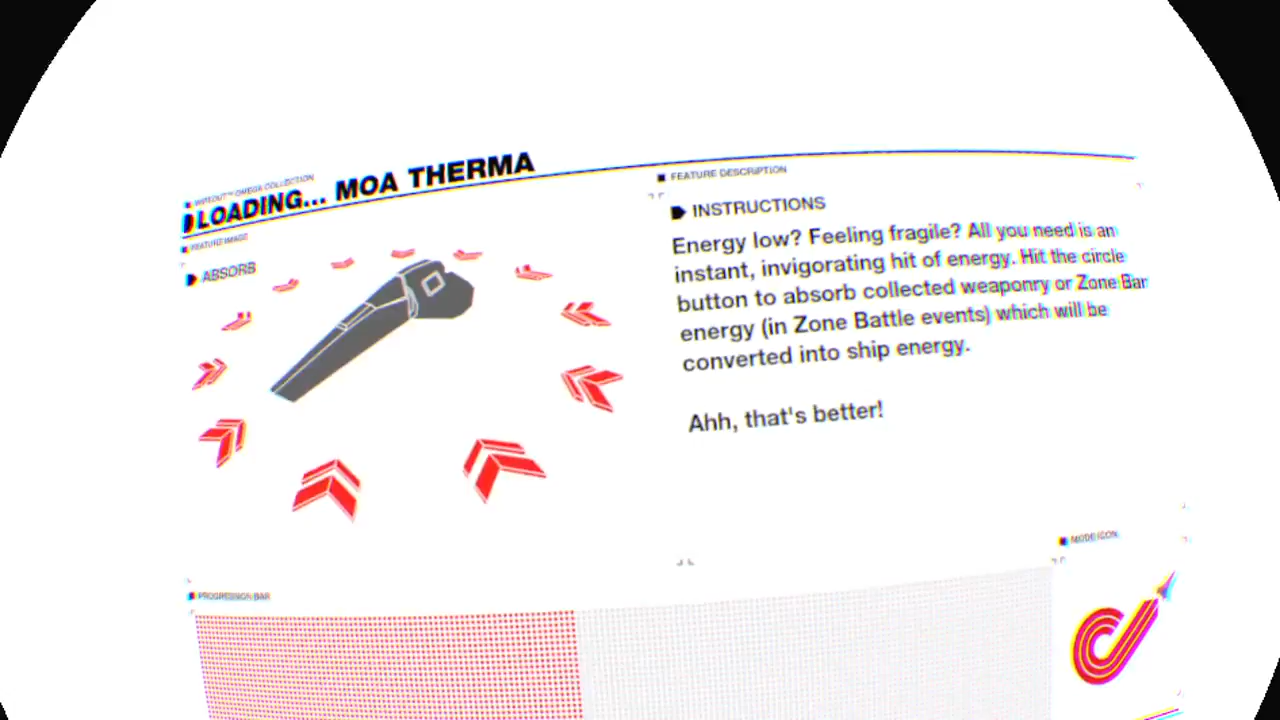 WIPEOUT™ OMEGA COLLECTION
LOADING... MOA THERMA
FEATURE IMAGE
ABSORB
FEATURE DESCRIPTION
INSTRUCTIONS
Energy low? Feeling fragile? All you need is an
instant, invigorating hit of energy. Hit the circle
button to absorb collected weaponry or Zone Bar
energy (in Zone Battle events) which will be
converted into ship energy.
Ahh, that's better!
MODE ICON
PROGRESSION BAR